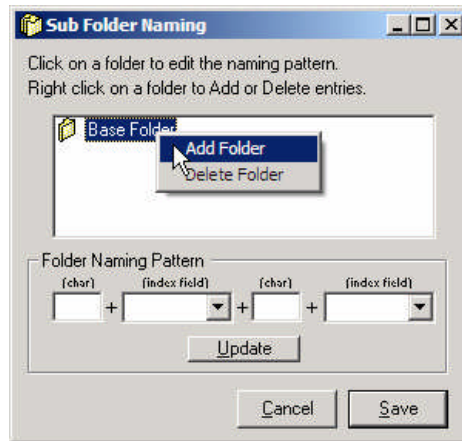 Sub Folder Naming
Click on a folder to edit the naming pattern.
Right click on a folder to Add or Delete entries.
Base Folder
Add Folder
Delete Folder
Folder Naming Pattern
(char) (index field) (char) (index field)
+ + +
Update
Cancel Save